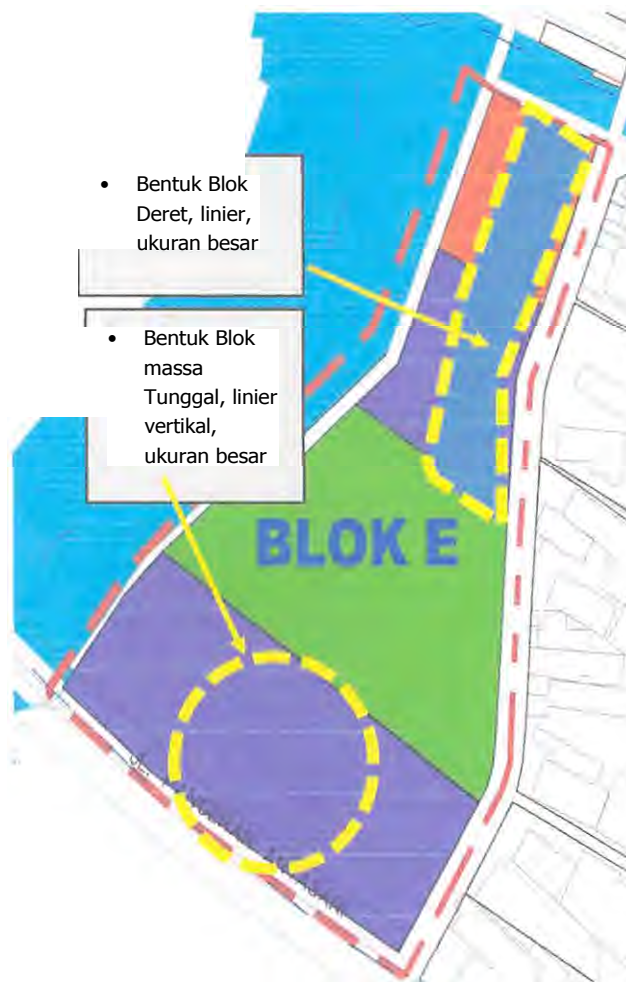 • Bentuk Blok
Deret, linier,
ukuran besar
• Bentuk Blok
massa
Tunggal, linier
vertikal,
ukuran besar
BLOK E